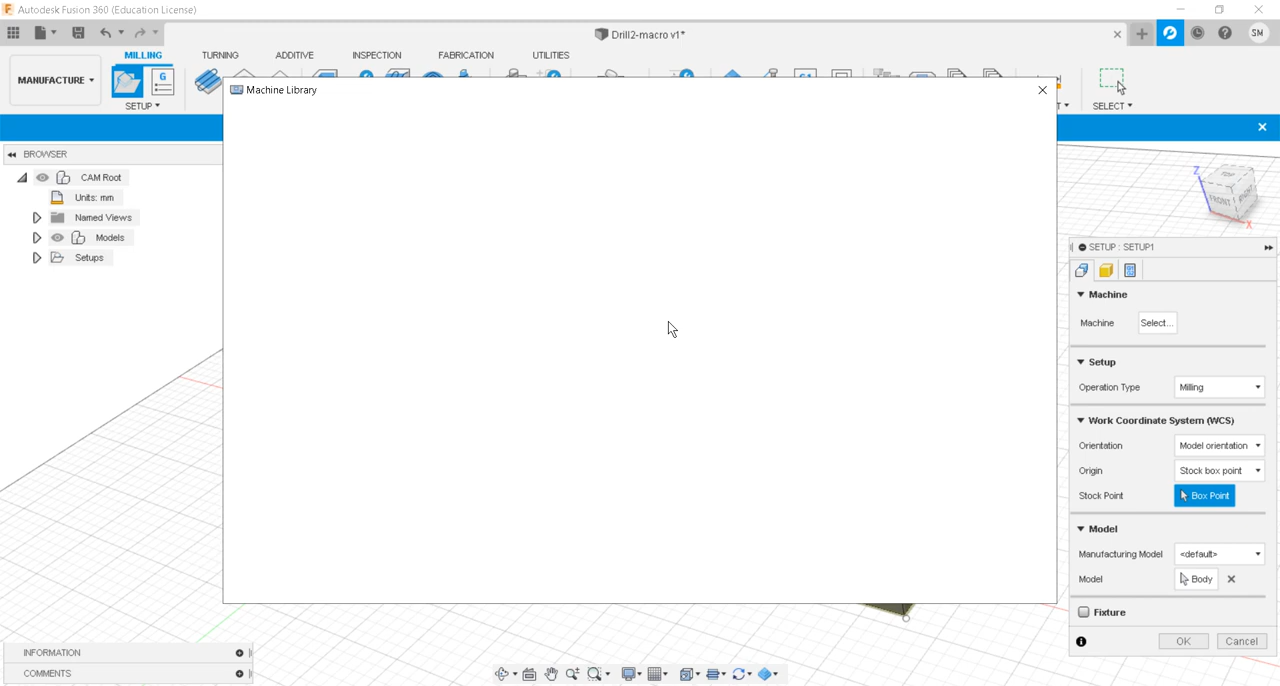 Autodesk Fusion 360 (Education License)
Drill2-macro v1*
SM
MILLING TURNING ADDITIVE INSPECTION FABRICATION UTILITIES
MANUFACTURE
G
SETUP
SELECT
Machine Library
BROWSER
CAM Root
Units: mm
Named Views
Models
Setups
Z
FRONT
RIGHT
X
SETUP : SETUP1
Machine
Machine Select...
Setup
Operation Type Milling
Work Coordinate System (WCS)
Orientation Model orientation
Origin Stock box point
Stock Point Box Point
Model
Manufacturing Model <default>
Model Body
Fixture
OK Cancel
INFORMATION
COMMENTS